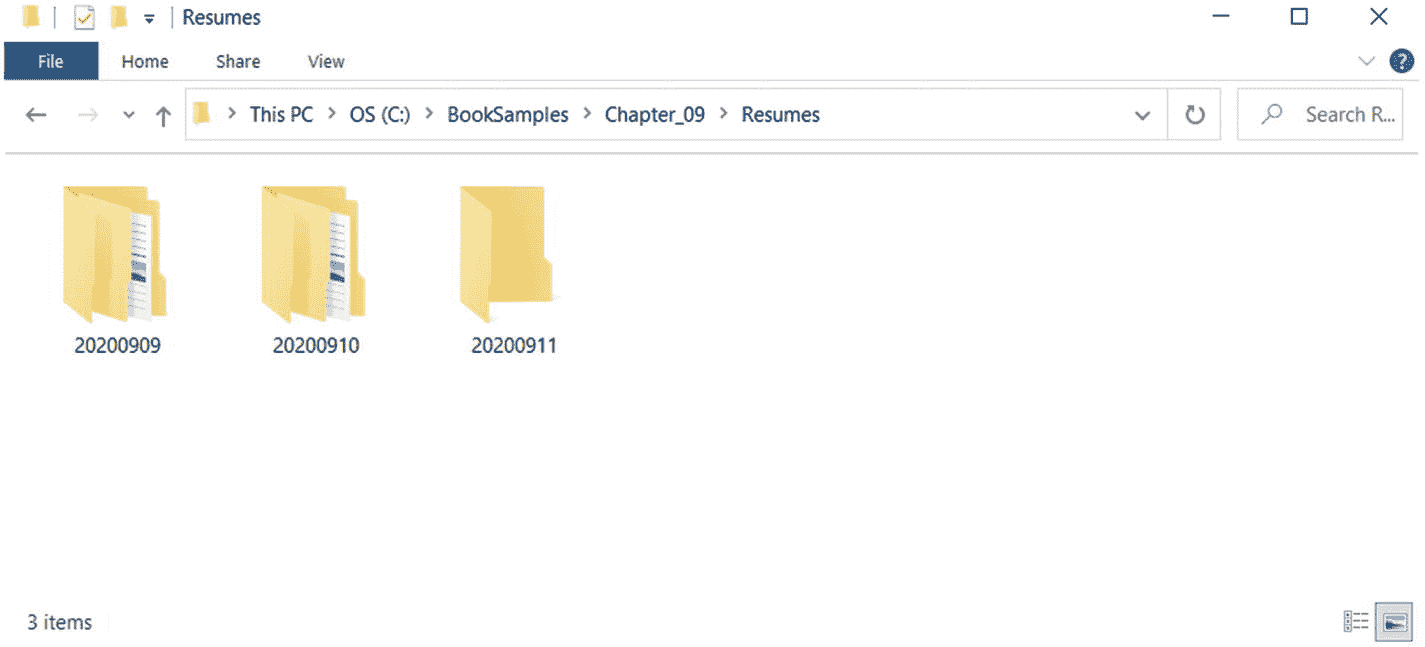 Resumes
File Home Share View
This PC > OS (C:) > BookSamples > Chapter_09 > Resumes Search R...
20200909 20200910 20200911
3 items